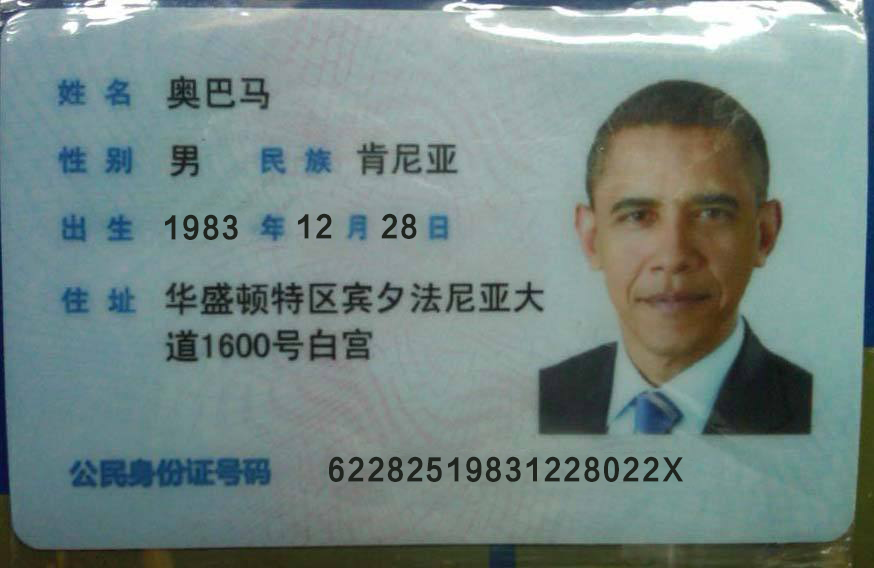 姓名 奥巴马
性别 男 民族 肯尼亚
出生 1983 年 12 月 28 日
住址 华盛顿特区宾夕法尼亚大
道1600号白宫
公民身份证号码 62282519831228022X